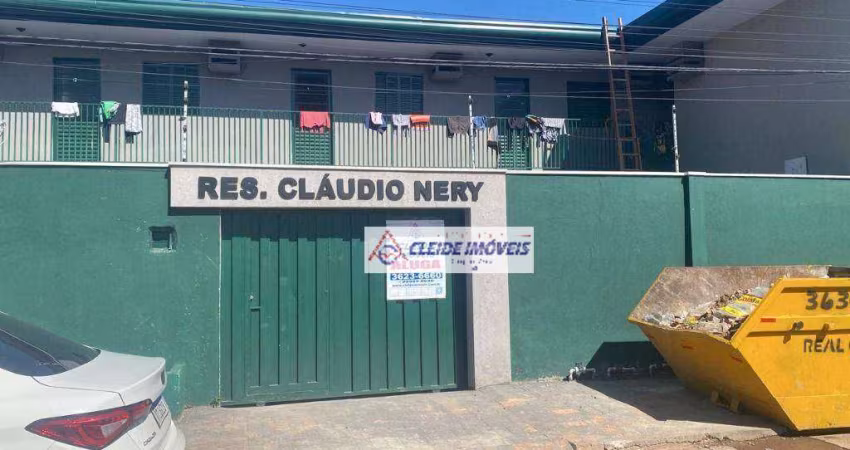 RES. CLÁUDIO NERY
CLEIDE IMÓVEIS
ALUGA
3623-6660
363
REAL